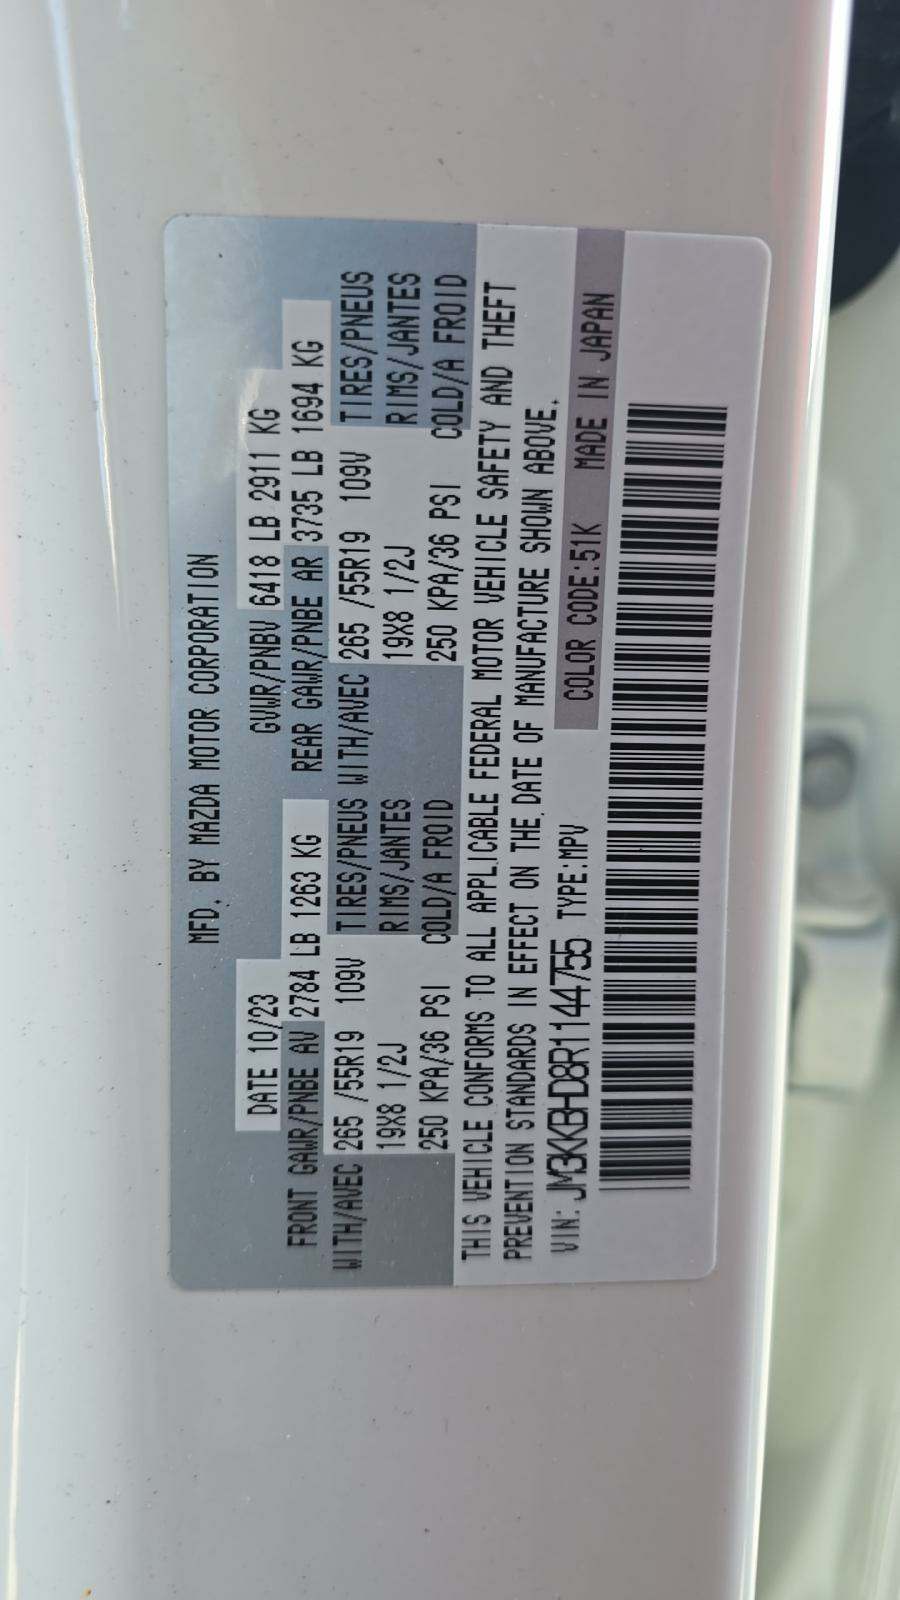 MFD. BY MAZDA MOTOR CORPORATION
DATE 10/23 GVWR/PNBV 6418 LB 2911 KG
FRONT GAWR/PNBE AV 2784 LB 1263 KG REAR GAWR/PNBE AR 3735 LB 1694 KG
WITH/AVEC 265 /55R19 109V TIRES/PNEUS WITH/AVEC 265 /55R19 109V TIRES/PNEUS
19X8 1/2J RIMS/JANTES 19X8 1/2J RIMS/JANTES
250 KPA/36 PSI COLD/A FROID 250 KPA/36 PSI COLD/A FROID
THIS VEHICLE CONFORMS TO ALL APPLICABLE FEDERAL MOTOR VEHICLE SAFETY AND THEFT
PREVENTION STANDARDS IN EFFECT ON THE DATE OF MANUFACTURE SHOWN ABOVE.
VIN: JM3KKBHD8R1144755 TYPE:MPV COLOR CODE:51K MADE IN JAPAN